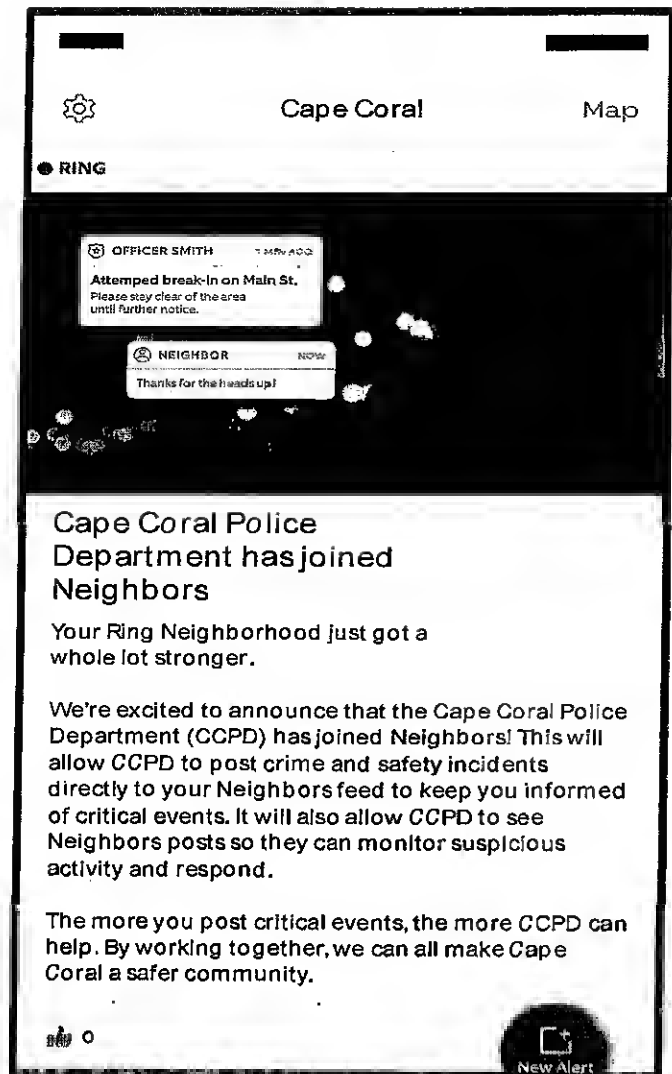 Cape Coral
Map
RING
OFFICER SMITH 1 MIN AGO
Attemped break-in on Main St.
Please stay clear of the area
until further notice.
NEIGHBOR NOW
Thanks for the heads up!
Cape Coral Police
Department has joined
Neighbors
Your Ring Neighborhood just got a
whole lot stronger.
We're excited to announce that the Cape Coral Police
Department (CCPD) has joined Neighbors! This will
allow CCPD to post crime and safety incidents
directly to your Neighbors feed to keep you informed
of critical events. It will also allow CCPD to see
Neighbors posts so they can monitor suspicious
activity and respond.
The more you post critical events, the more CCPD can
help. By working together, we can all make Cape
Coral a safer community.
0
New Alert